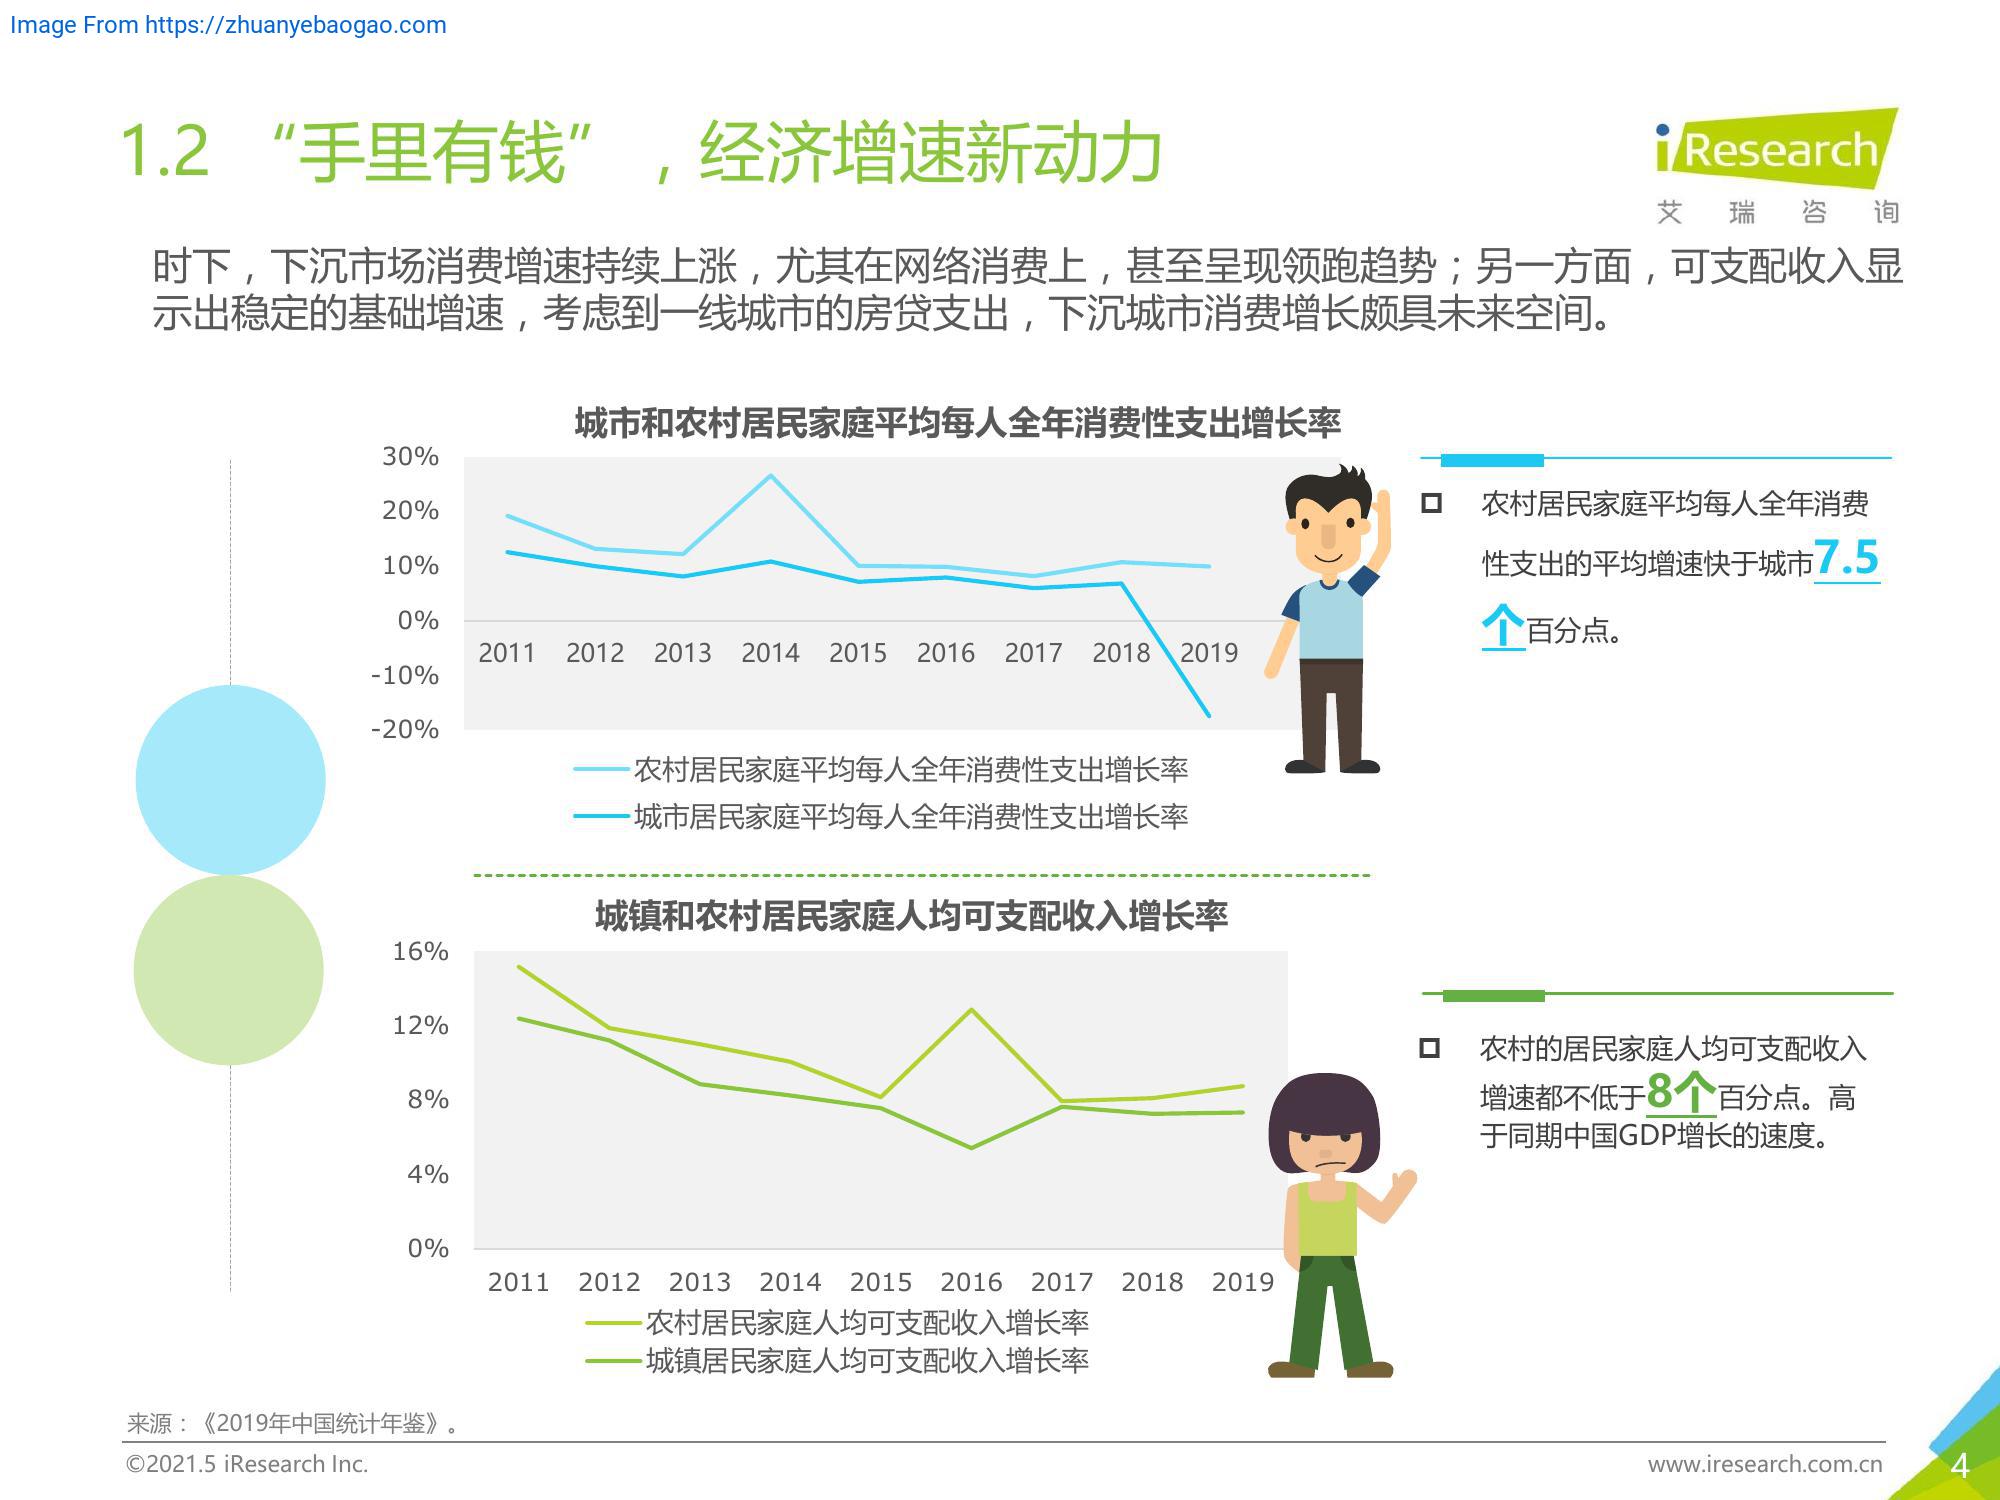 Image From https://zhuanyebaogao.com
1.2 “手里有钱”，经济增速新动力
iResearch
艾瑞咨询
时下，下沉市场消费增速持续上涨，尤其在网络消费上，甚至呈现领跑趋势；另一方面，可支配收入显
示出稳定的基础增速，考虑到一线城市的房贷支出，下沉城市消费增长颇具未来空间。
城市和农村居民家庭平均每人全年消费性支出增长率
30%
20%
10%
0%
-10%
-20%
2011 2012 2013 2014 2015 2016 2017 2018 2019
农村居民家庭平均每人全年消费性支出增长率
城市居民家庭平均每人全年消费性支出增长率
农村居民家庭平均每人全年消费
性支出的平均增速快于城市7.5
个百分点。
城镇和农村居民家庭人均可支配收入增长率
16%
12%
8%
4%
0%
2011 2012 2013 2014 2015 2016 2017 2018 2019
农村居民家庭人均可支配收入增长率
城镇居民家庭人均可支配收入增长率
农村的居民家庭人均可支配收入
增速都不低于8个百分点。高
于同期中国GDP增长的速度。
来源：《2019年中国统计年鉴》。
©2021.5 iResearch Inc.
www.iresearch.com.cn
4